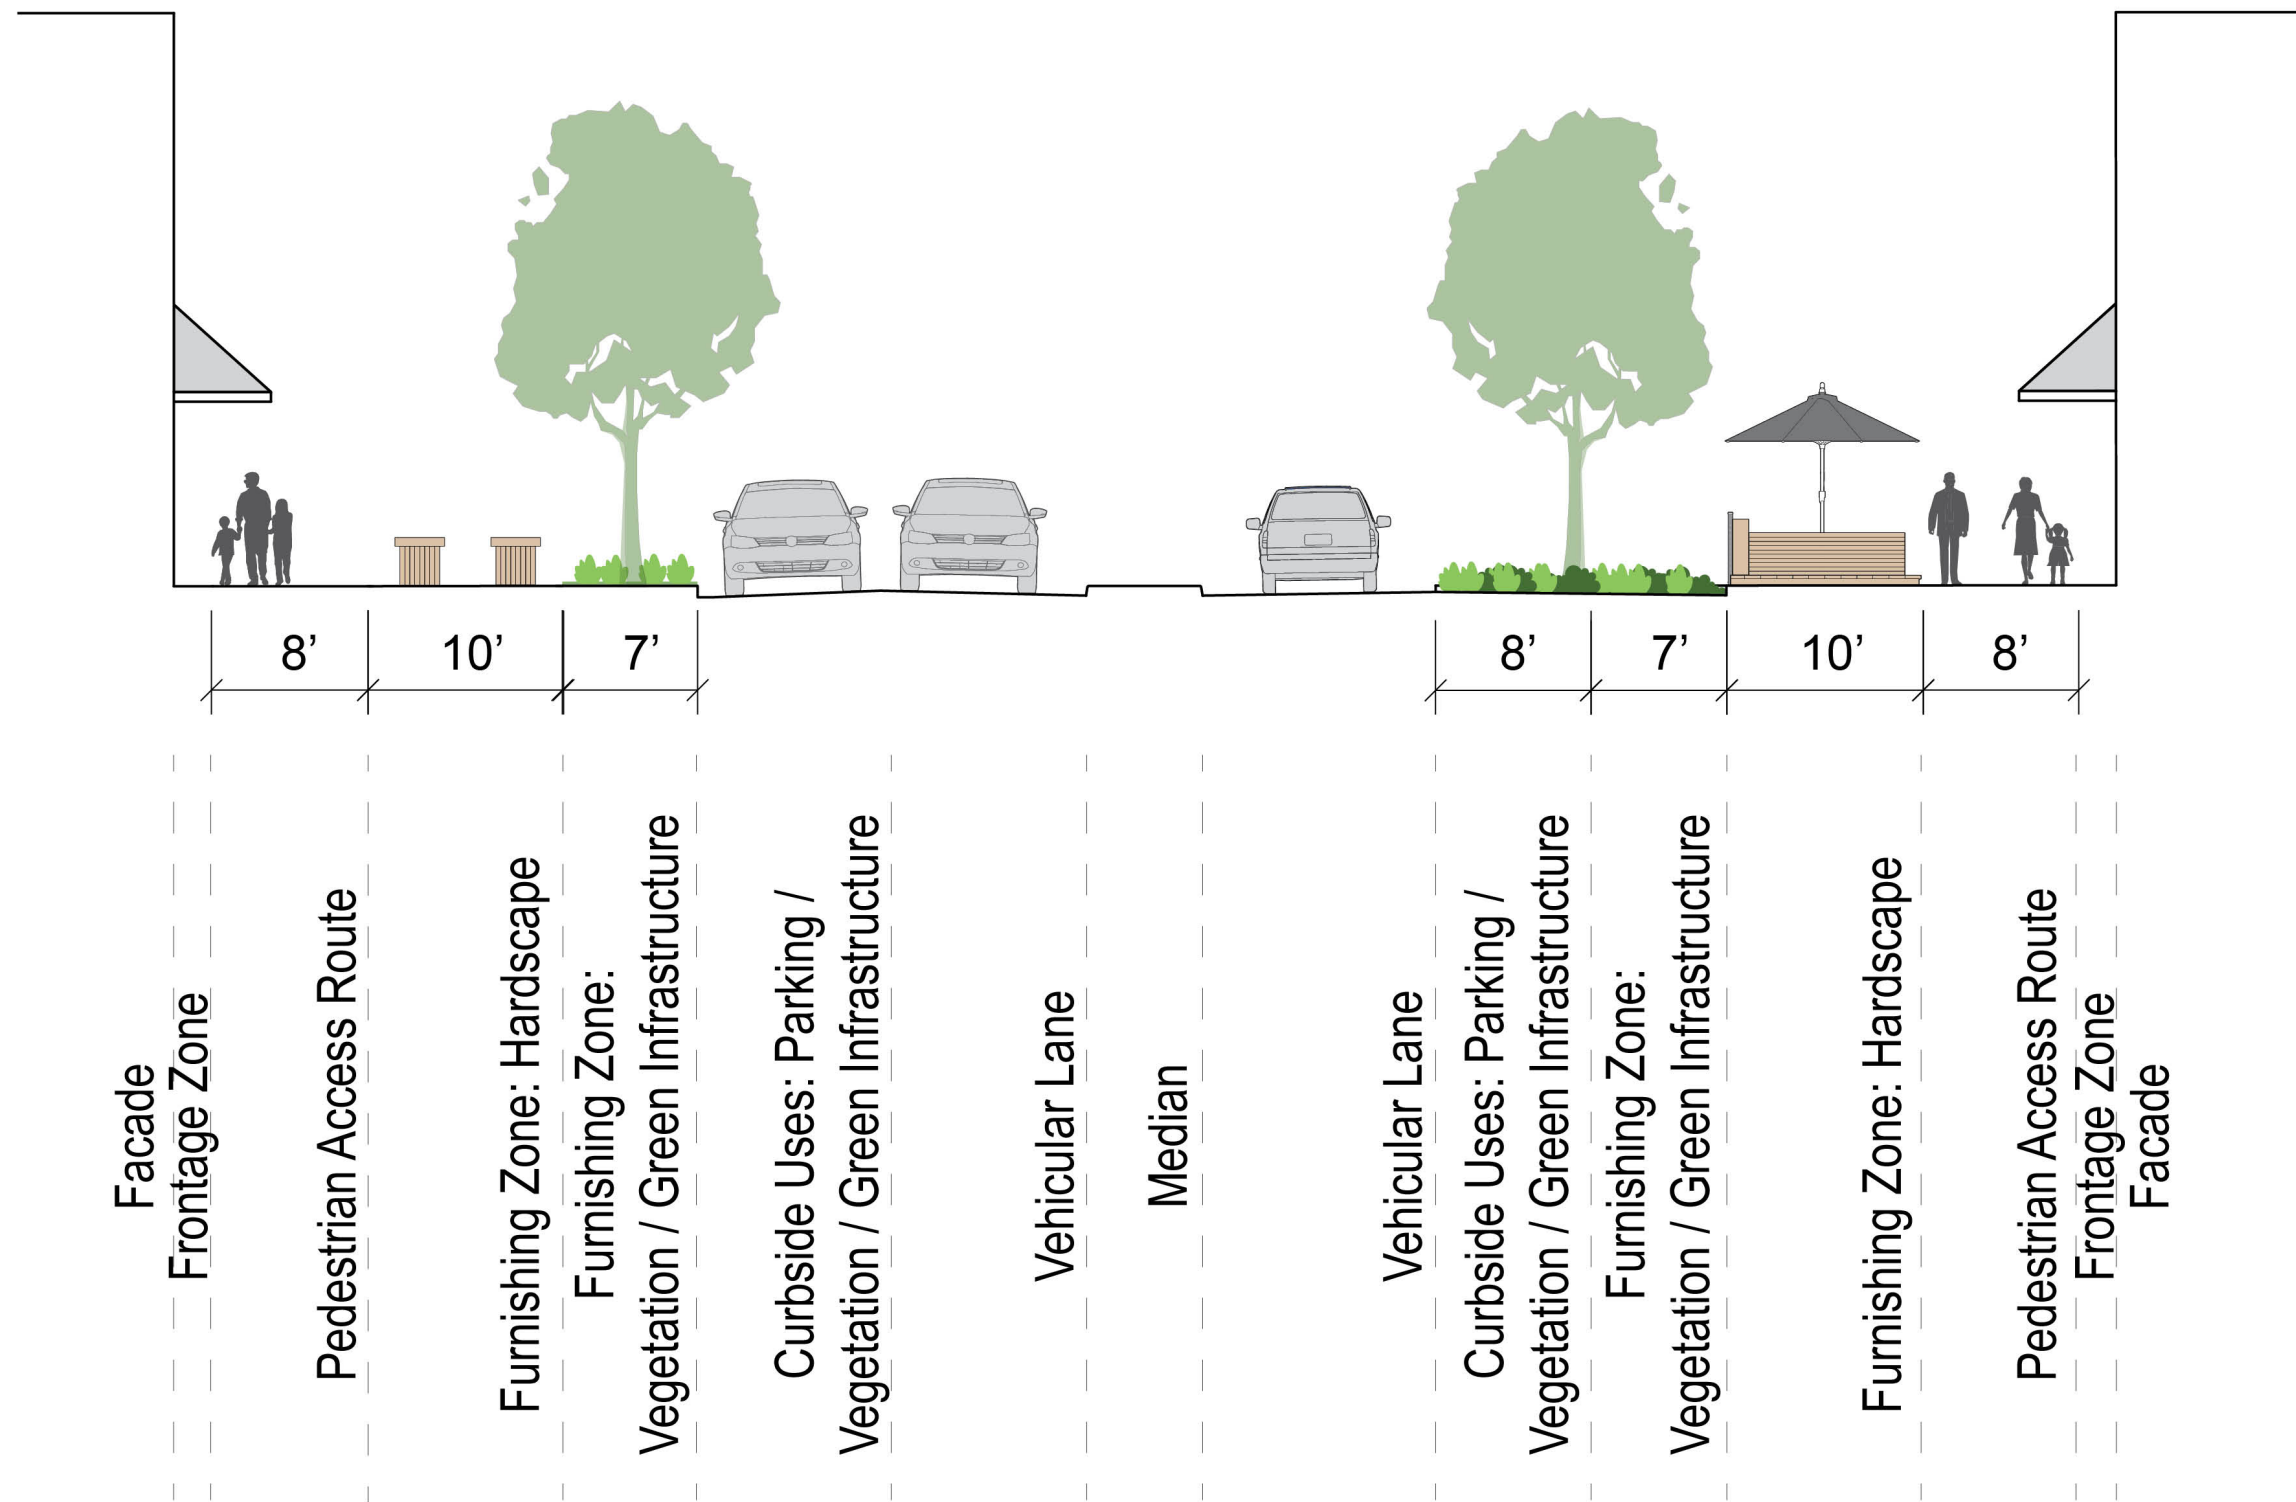 8’
10’
7’
8’
7’
10’
8’
Facade
Frontage Zone
Pedestrian Access Route
Furnishing Zone: Hardscape
Furnishing Zone:
Vegetation / Green Infrastructure
Curbside Uses: Parking /
Vegetation / Green Infrastructure
Vehicular Lane
Median
Vehicular Lane
Curbside Uses: Parking /
Vegetation / Green Infrastructure
Furnishing Zone:
Vegetation / Green Infrastructure
Furnishing Zone: Hardscape
Pedestrian Access Route
Frontage Zone
Facade